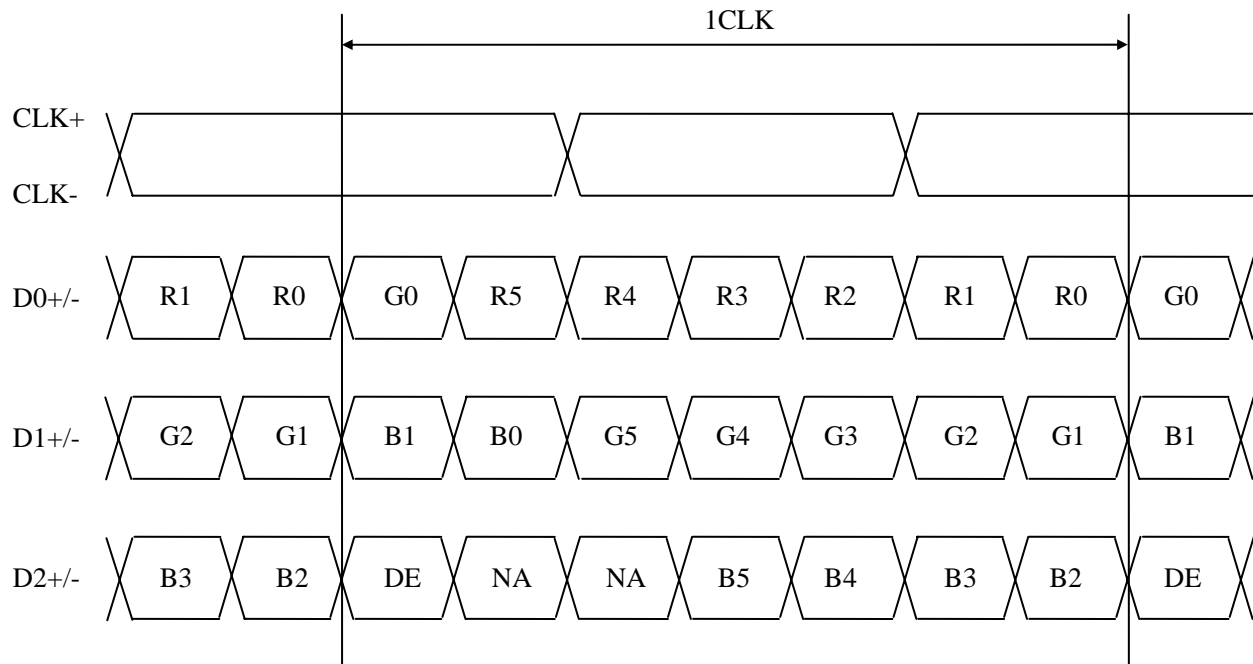 1CLK
CLK+
CLK-
D0+/- R1 R0 G0 R5 R4 R3 R2 R1 R0 G0
D1+/- G2 G1 B1 B0 G5 G4 G3 G2 G1 B1
D2+/- B3 B2 DE NA NA B5 B4 B3 B2 DE